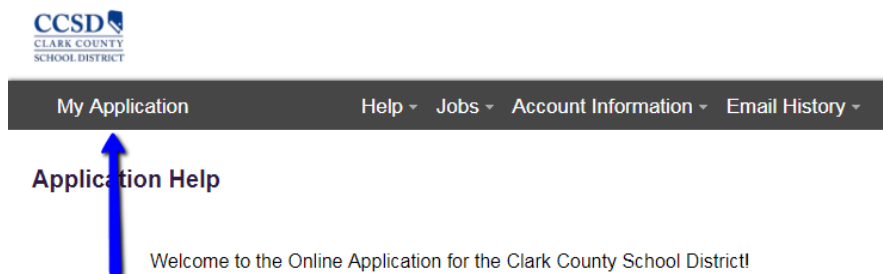 CCSD
CLARK COUNTY
SCHOOL DISTRICT
My Application Help Jobs Account Information Email History
Application Help
Welcome to the Online Application for the Clark County School District!